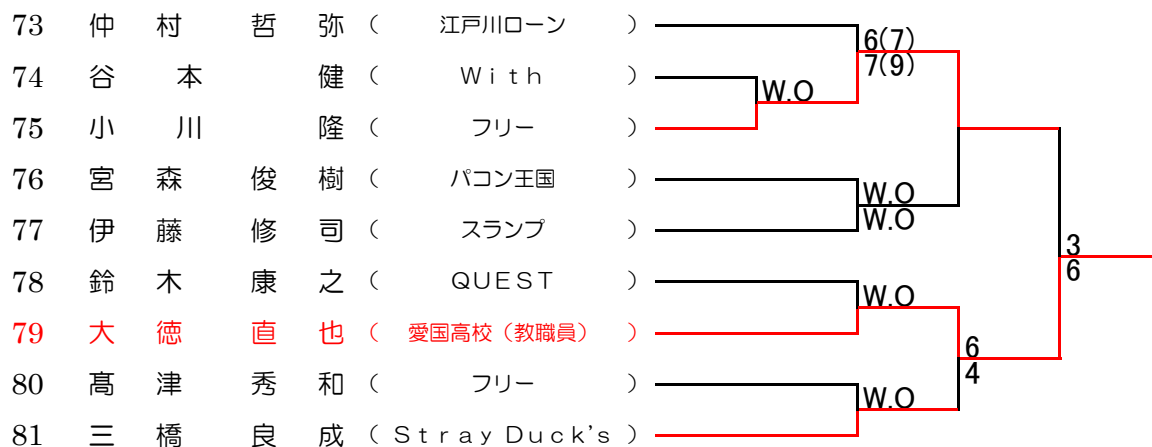 73 仲 村 哲 弥 ( 江戸川ローン )
6(7)
7(9)
74 谷 本 健 ( With )
W.O
75 小 川 隆 ( フリー )
76 宮 森 俊 樹 ( パコン王国 )
W.O
W.O
77 伊 藤 修 司 ( スランプ )
3
6
78 鈴 木 康 之 ( QUEST )
W.O
79 大 徳 直 也 ( 愛国高校(教職員) )
6
4
80 髙 津 秀 和 ( フリー )
W.O
81 三 橋 良 成 ( Stray Duck's )